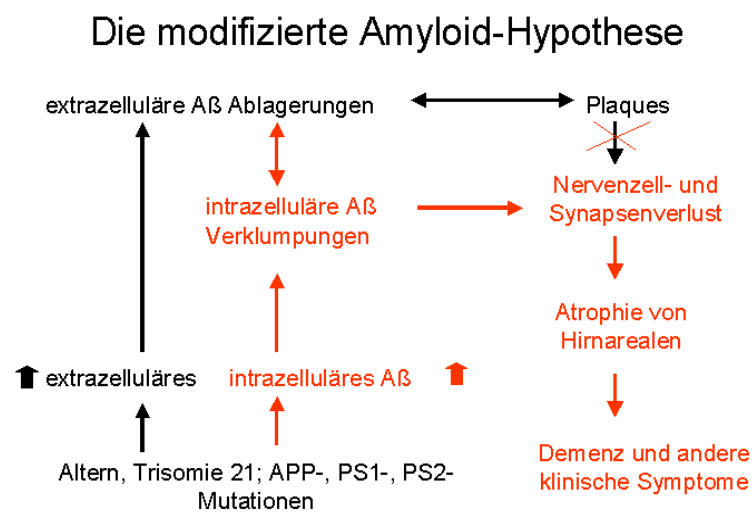 Die modifizierte Amyloid-Hypothese
extrazelluläre Aß Ablagerungen
Plaques
intrazelluläre Aß
Verklumpungen
Nervenzell- und
Synapsenverlust
Atrophie von
Hirnarealen
extrazelluläres
intrazelluläres Aß
Altern, Trisomie 21; APP-, PS1-, PS2-
Mutationen
Demenz und andere
klinische Symptome